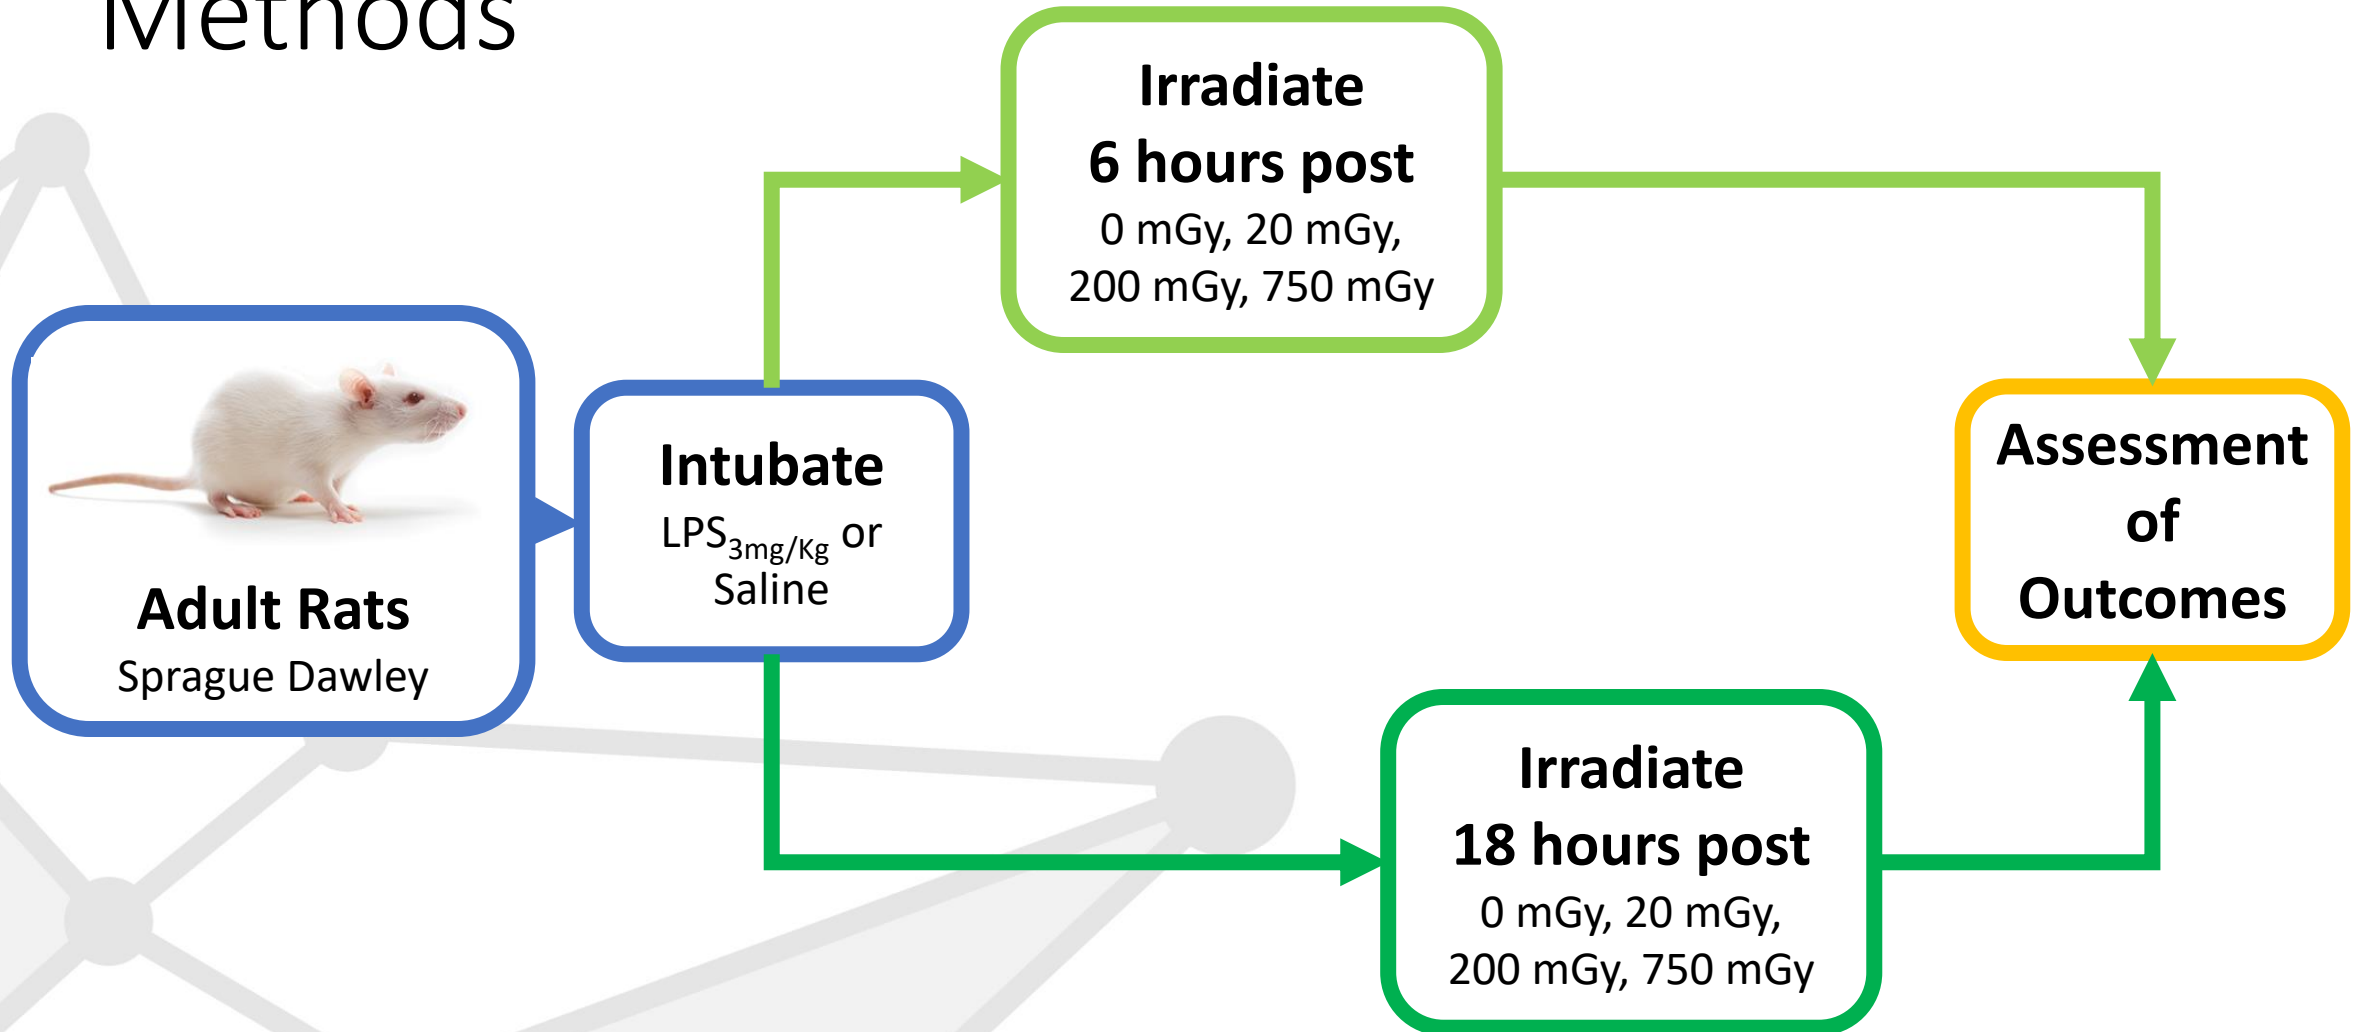 Methods
Irradiate
6 hours post
0 mGy, 20 mGy,
200 mGy, 750 mGy
Adult Rats
Sprague Dawley
Intubate
LPS3mg/Kg or
Saline
Assessment
of
Outcomes
Irradiate
18 hours post
0 mGy, 20 mGy,
200 mGy, 750 mGy